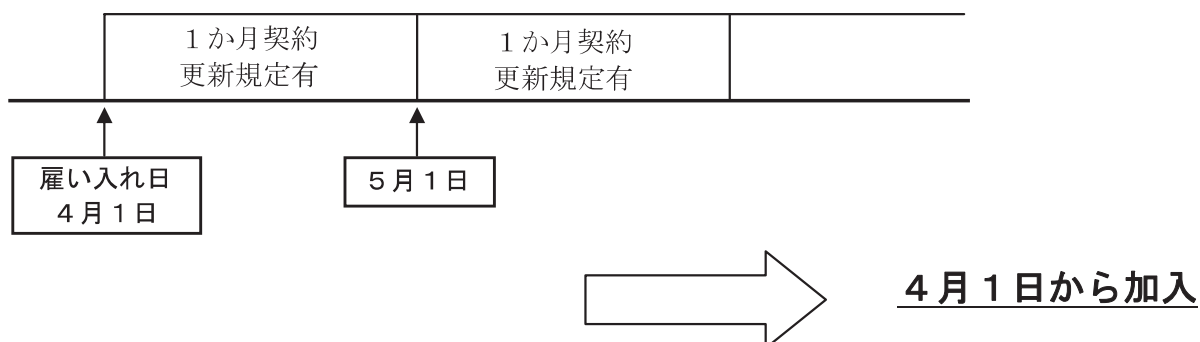 １か月契約
更新規定有
１か月契約
更新規定有
雇い入れ日
４月１日
５月１日
４月１日から加入